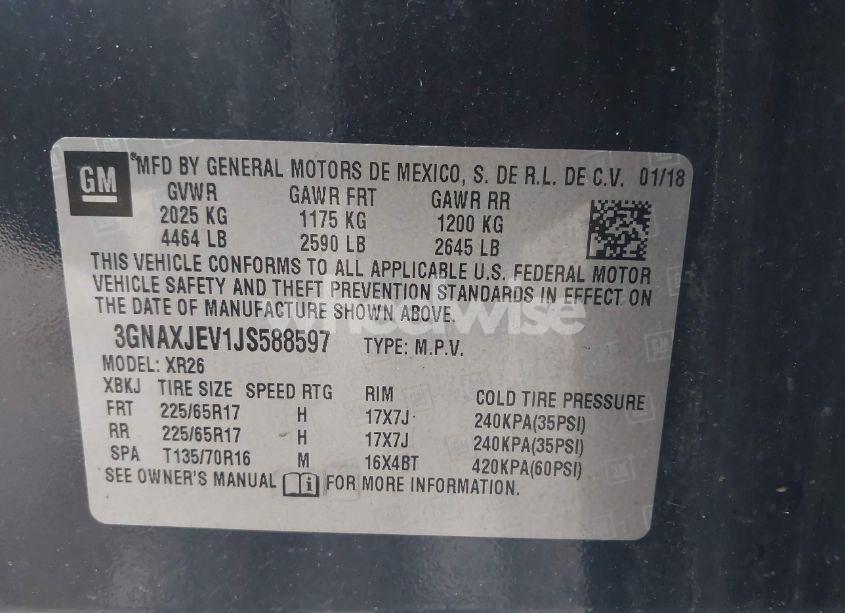 GM
®MFD BY GENERAL MOTORS DE MEXICO, S. DE R.L. DE C.V. 01/18
GVWR GAWR FRT GAWR RR
2025 KG 1175 KG 1200 KG
4464 LB 2590 LB 2645 LB
THIS VEHICLE CONFORMS TO ALL APPLICABLE U.S. FEDERAL MOTOR
VEHICLE SAFETY AND THEFT PREVENTION STANDARDS IN EFFECT ON
THE DATE OF MANUFACTURE SHOWN ABOVE.
3GNAXJEV1JS588597 TYPE: M.P.V.
MODEL: XR26
XBKJ TIRE SIZE SPEED RTG RIM COLD TIRE PRESSURE
FRT 225/65R17 H 17X7J 240KPA(35PSI)
RR 225/65R17 H 17X7J 240KPA(35PSI)
SPA T135/70R16 M 16X4BT 420KPA(60PSI)
SEE OWNER'S MANUAL FOR MORE INFORMATION.